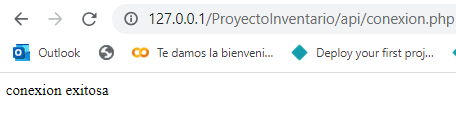 127.0.0.1/ProyectoInventario/api/conexion.php
Outlook Te damos la bienveni... Deploy your first proj...
conexion exitosa